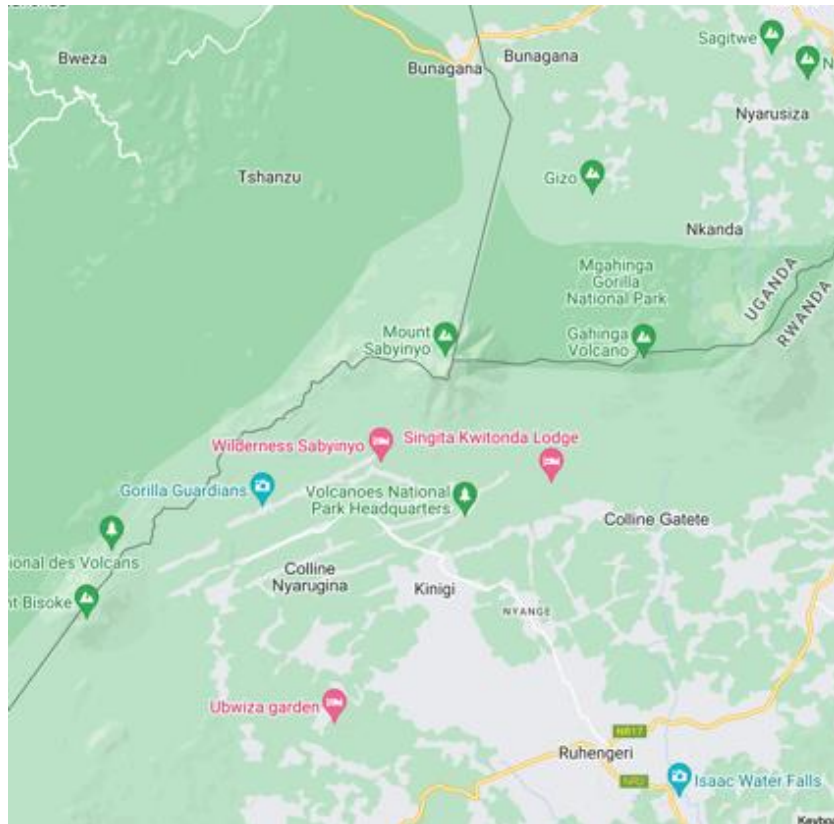 Bweza
Bunagana
Bunagana
Sagitwe
N
Nyarusiza
Tshanzu
Gizo
Nkanda
Mgahinga
Gorilla
National Park
UGANDA
RWANDA
Mount
Sabyinyo
Gahinga
Volcano
Wilderness Sabyinyo
Singita Kwitonda Lodge
Gorilla Guardians
Volcanoes National
Park Headquarters
Colline Gatete
ional des Volcans
Colline
Nyarugina
Kinigi
nt Bisoke
NYANGE
Ubwiza garden
NR17
Ruhengeri
Isaac Water Falls
Keybo